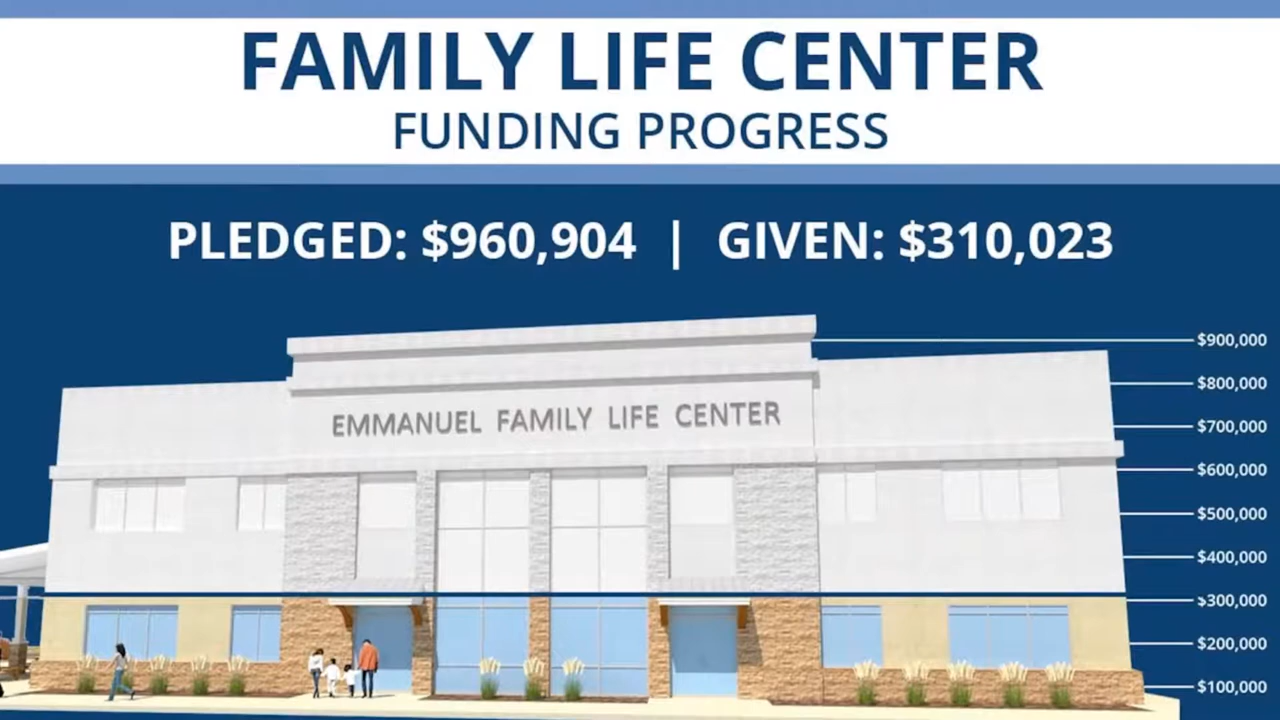 FAMILY LIFE CENTER
FUNDING PROGRESS
PLEDGED: $960,904 | GIVEN: $310,023
EMMANUEL FAMILY LIFE CENTER
$900,000
$800,000
$700,000
$600,000
$500,000
$400,000
$300,000
$200,000
$100,000